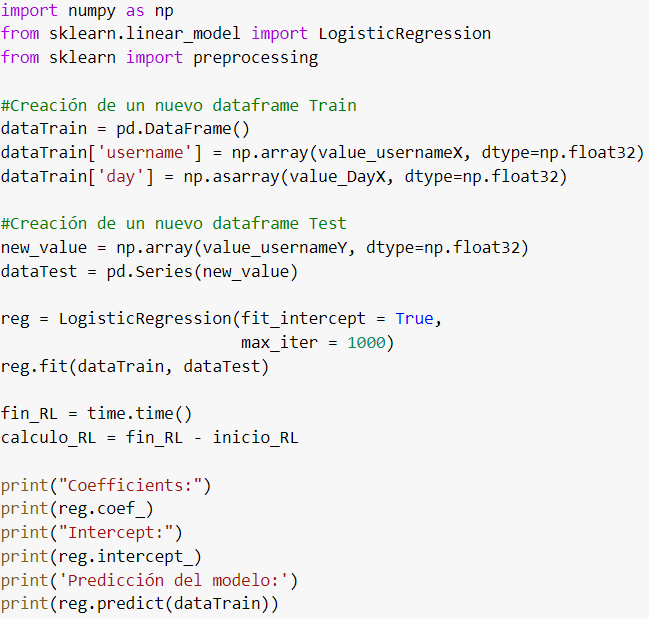 import numpy as np
from sklearn.linear_model import LogisticRegression
from sklearn import preprocessing

#Creación de un nuevo dataframe Train
dataTrain = pd.DataFrame()
dataTrain['username'] = np.array(value_usernameX, dtype=np.float32)
dataTrain['day'] = np.asarray(value_DayX, dtype=np.float32)

#Creación de un nuevo dataframe Test
new_value = np.array(value_usernameY, dtype=np.float32)
dataTest = pd.Series(new_value)

reg = LogisticRegression(fit_intercept = True,
                         max_iter = 1000)
reg.fit(dataTrain, dataTest)

fin_RL = time.time()
calculo_RL = fin_RL - inicio_RL

print("Coefficients:")
print(reg.coef_)
print("Intercept:")
print(reg.intercept_)
print('Predicción del modelo:')
print(reg.predict(dataTrain))